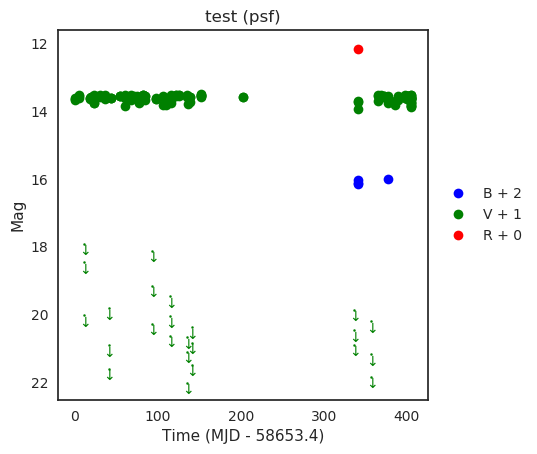 test (psf)
12
14
16
18
20
22
Mag
0
100
200
300
400
Time (MJD - 58653.4)
B + 2
V + 1
R + 0